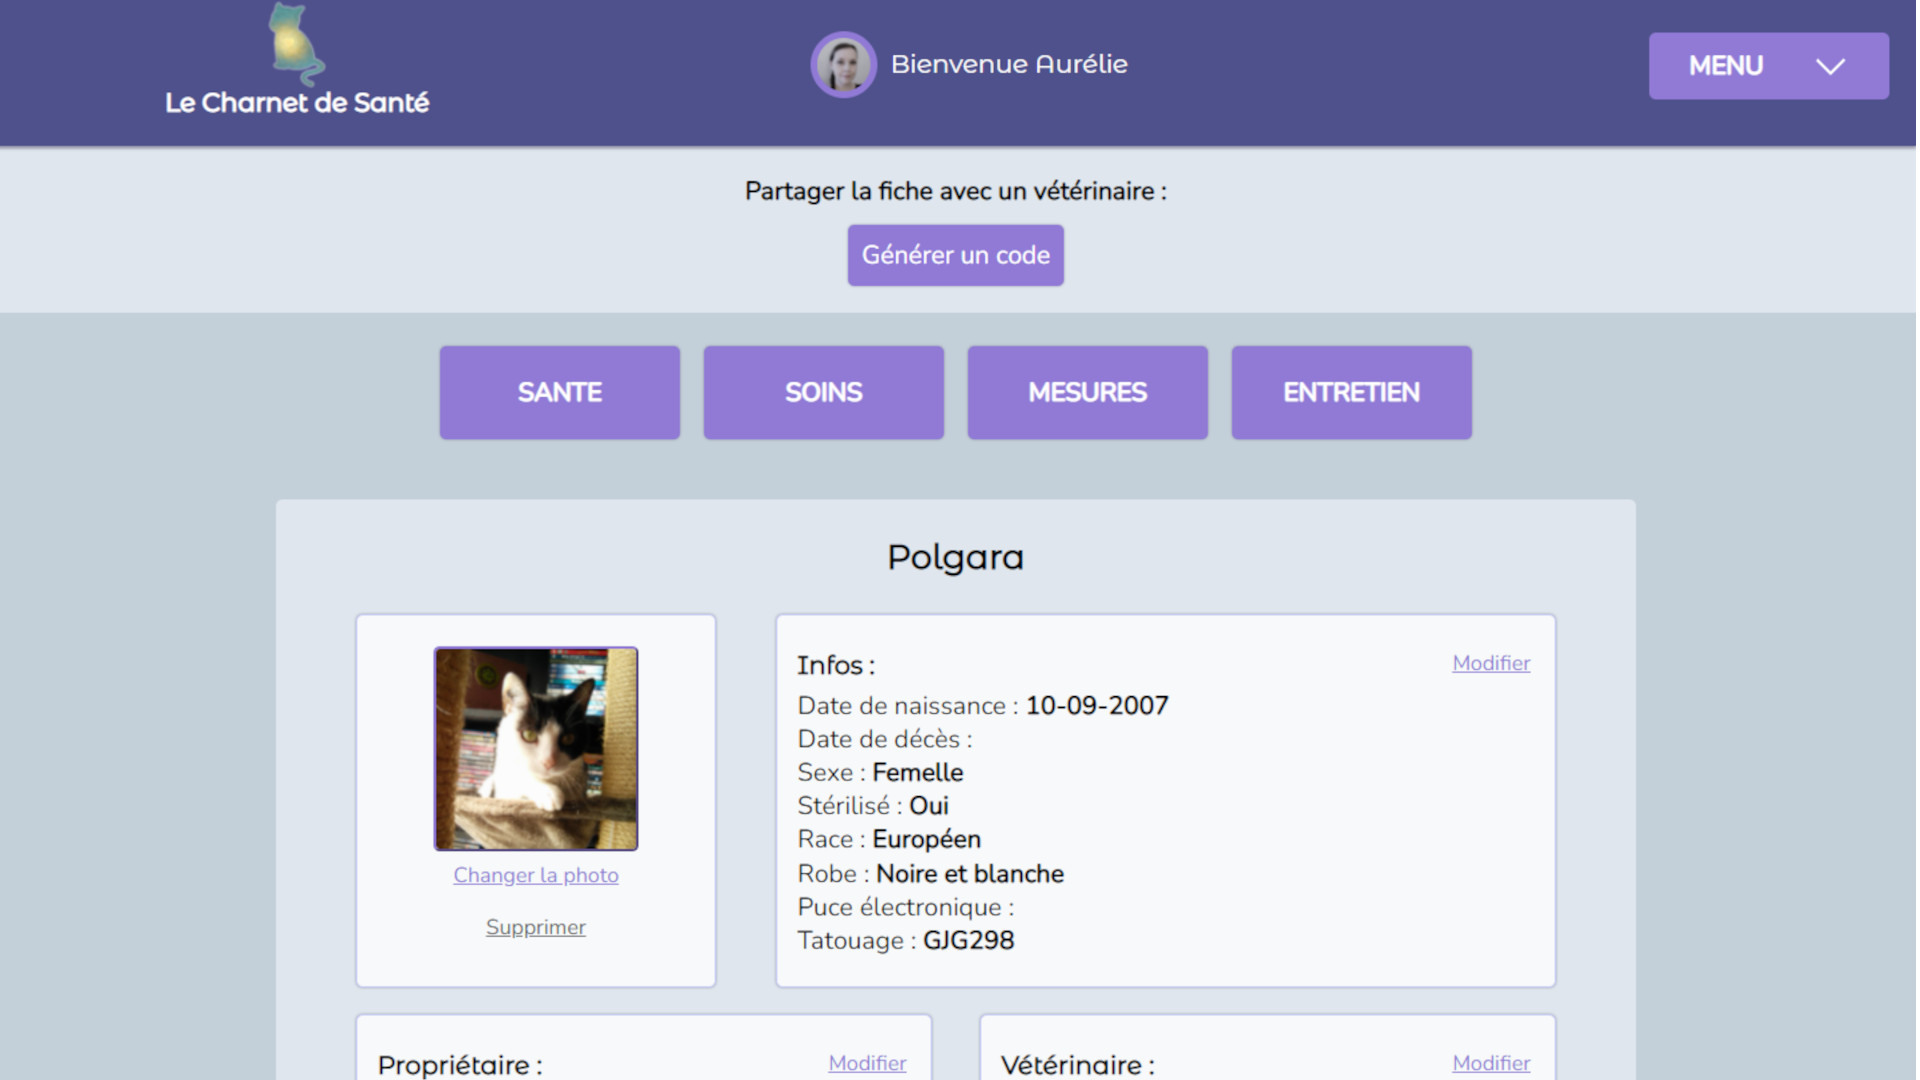 Le Charnet de Santé
Bienvenue Aurélie
MENU
Partager la fiche avec un vétérinaire :
Générer un code
SANTE
SOINS
MESURES
ENTRETIEN
Polgara
Changer la photo
Supprimer
Infos :
Modifier
Date de naissance : 10-09-2007
Date de décès :
Sexe : Femelle
Stérilisé : Oui
Race : Européen
Robe : Noire et blanche
Puce électronique :
Tatouage : GJG298
Propriétaire :
Modifier
Vétérinaire :
Modifier